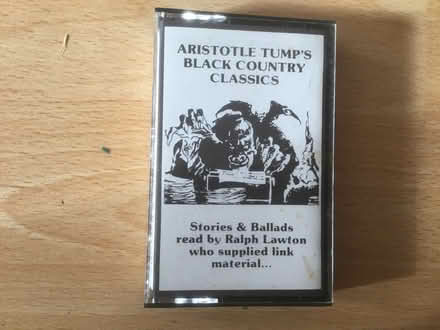 ARISTOTLE TUMP'S
BLACK COUNTRY
CLASSICS
Stories & Ballads
read by Ralph Lawton
who supplied link
material...